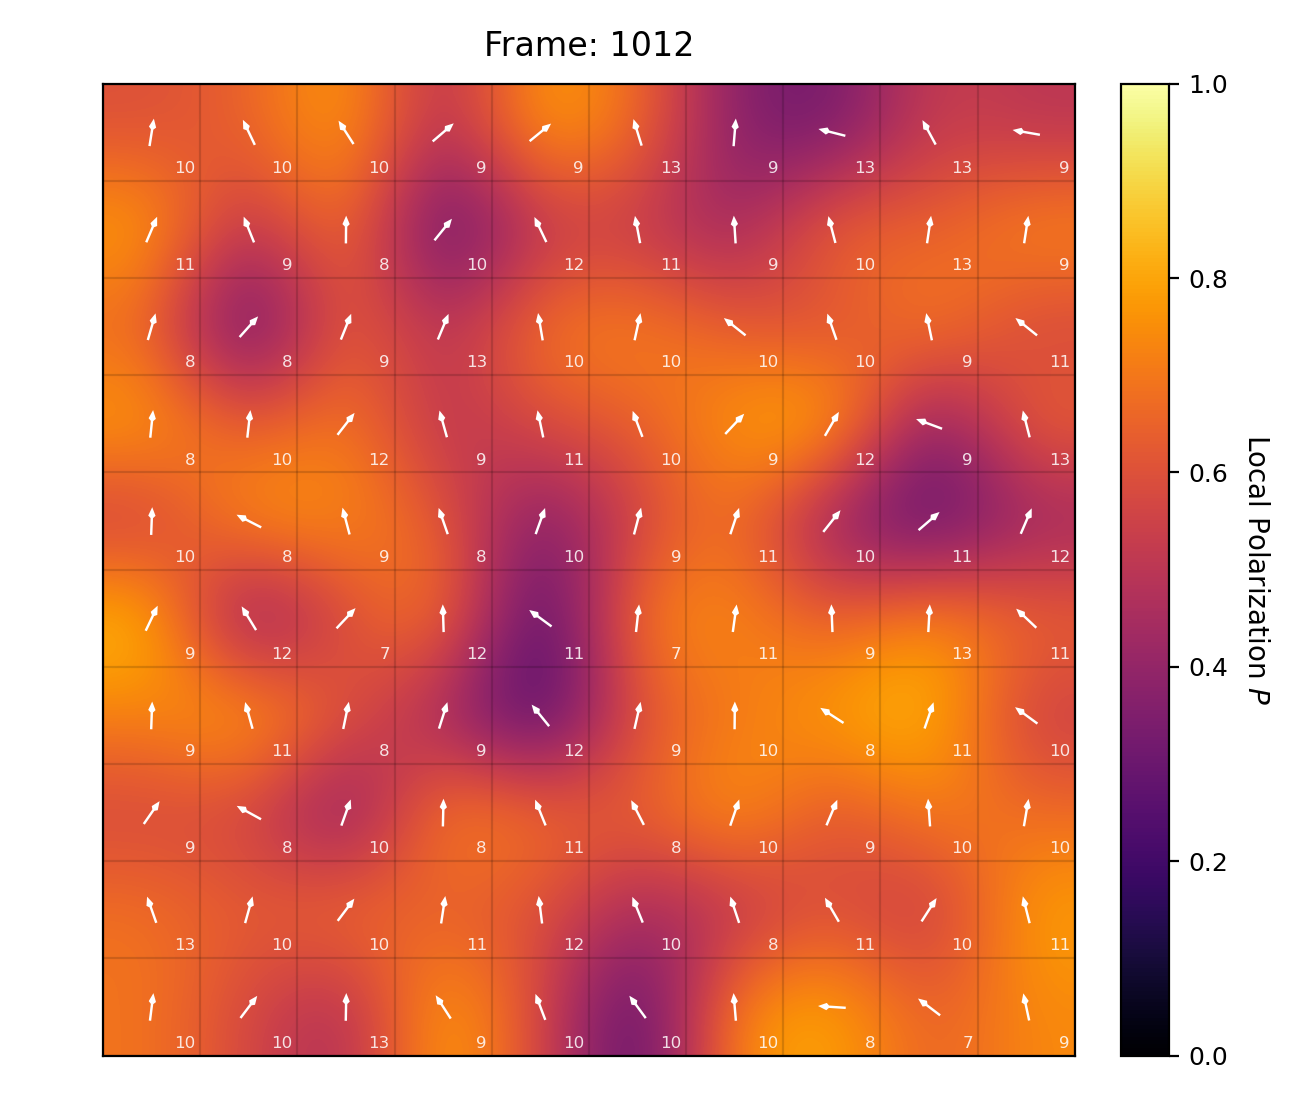 Frame: 1012
10 10 10 9 9 13 9 13 13 9
11 9 8 10 12 11 9 10 13 9
8 8 9 13 10 10 10 10 9 11
8 10 12 9 11 10 9 12 9 13
10 8 9 8 10 9 11 10 11 12
9 12 7 12 11 7 11 9 13 11
9 11 8 9 12 9 10 8 11 10
9 8 10 8 11 8 10 9 10 10
13 10 10 11 12 10 8 11 10 11
10 10 13 9 10 10 10 8 7 9
1.0
0.8
0.6
0.4
0.2
0.0
Local Polarization P